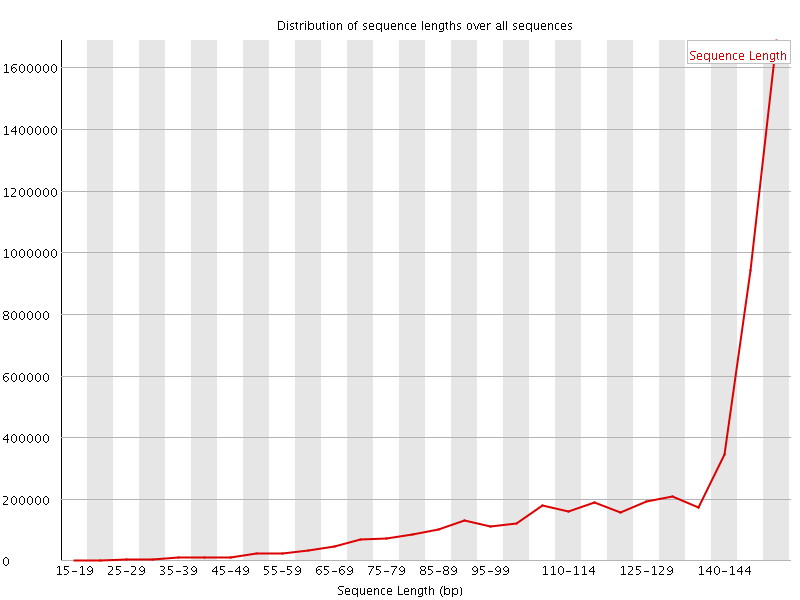 Distribution of sequence lengths over all sequences
Sequence Length
1600000
1400000
1200000
1000000
800000
600000
400000
200000
0
15-19 25-29 35-39 45-49 55-59 65-69 75-79 85-89 95-99 110-114 125-129 140-144
Sequence Length (bp)